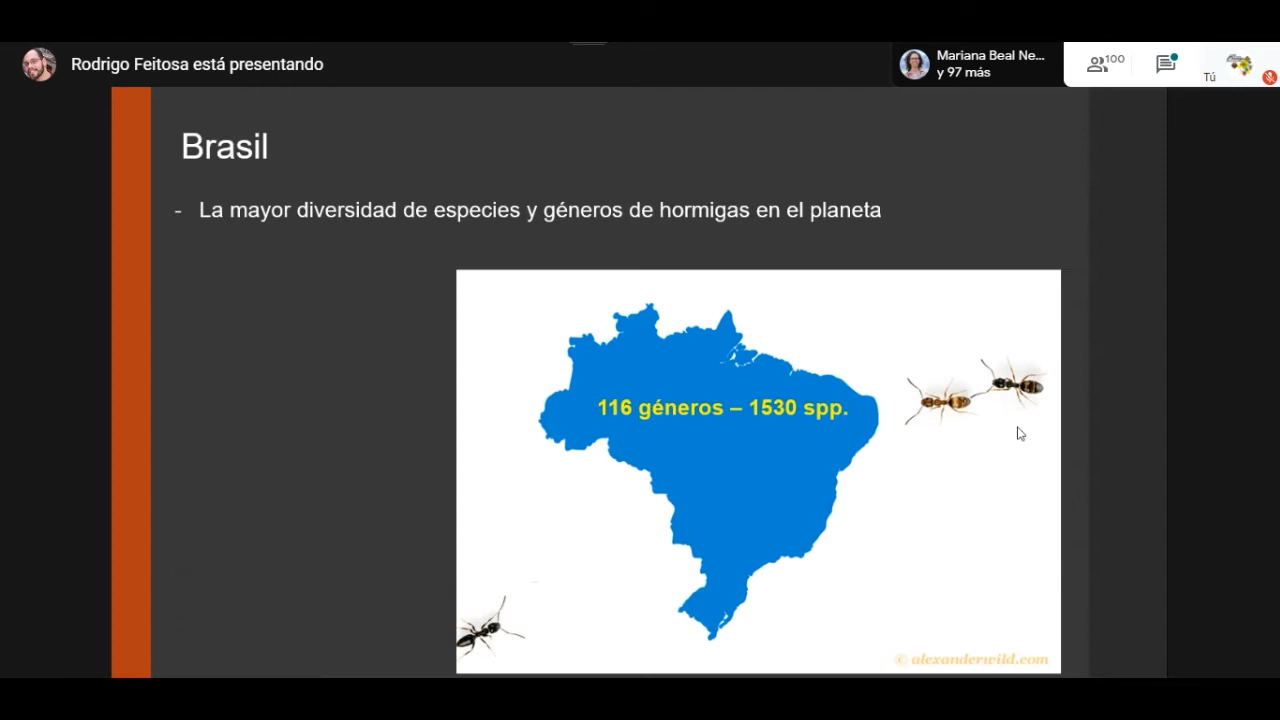 Rodrigo Feitosa está presentando
Mariana Beal Ne...
y 97 más
100
Tú
Brasil
- La mayor diversidad de especies y géneros de hormigas en el planeta
116 géneros – 1530 spp.
© alexanderwild.com